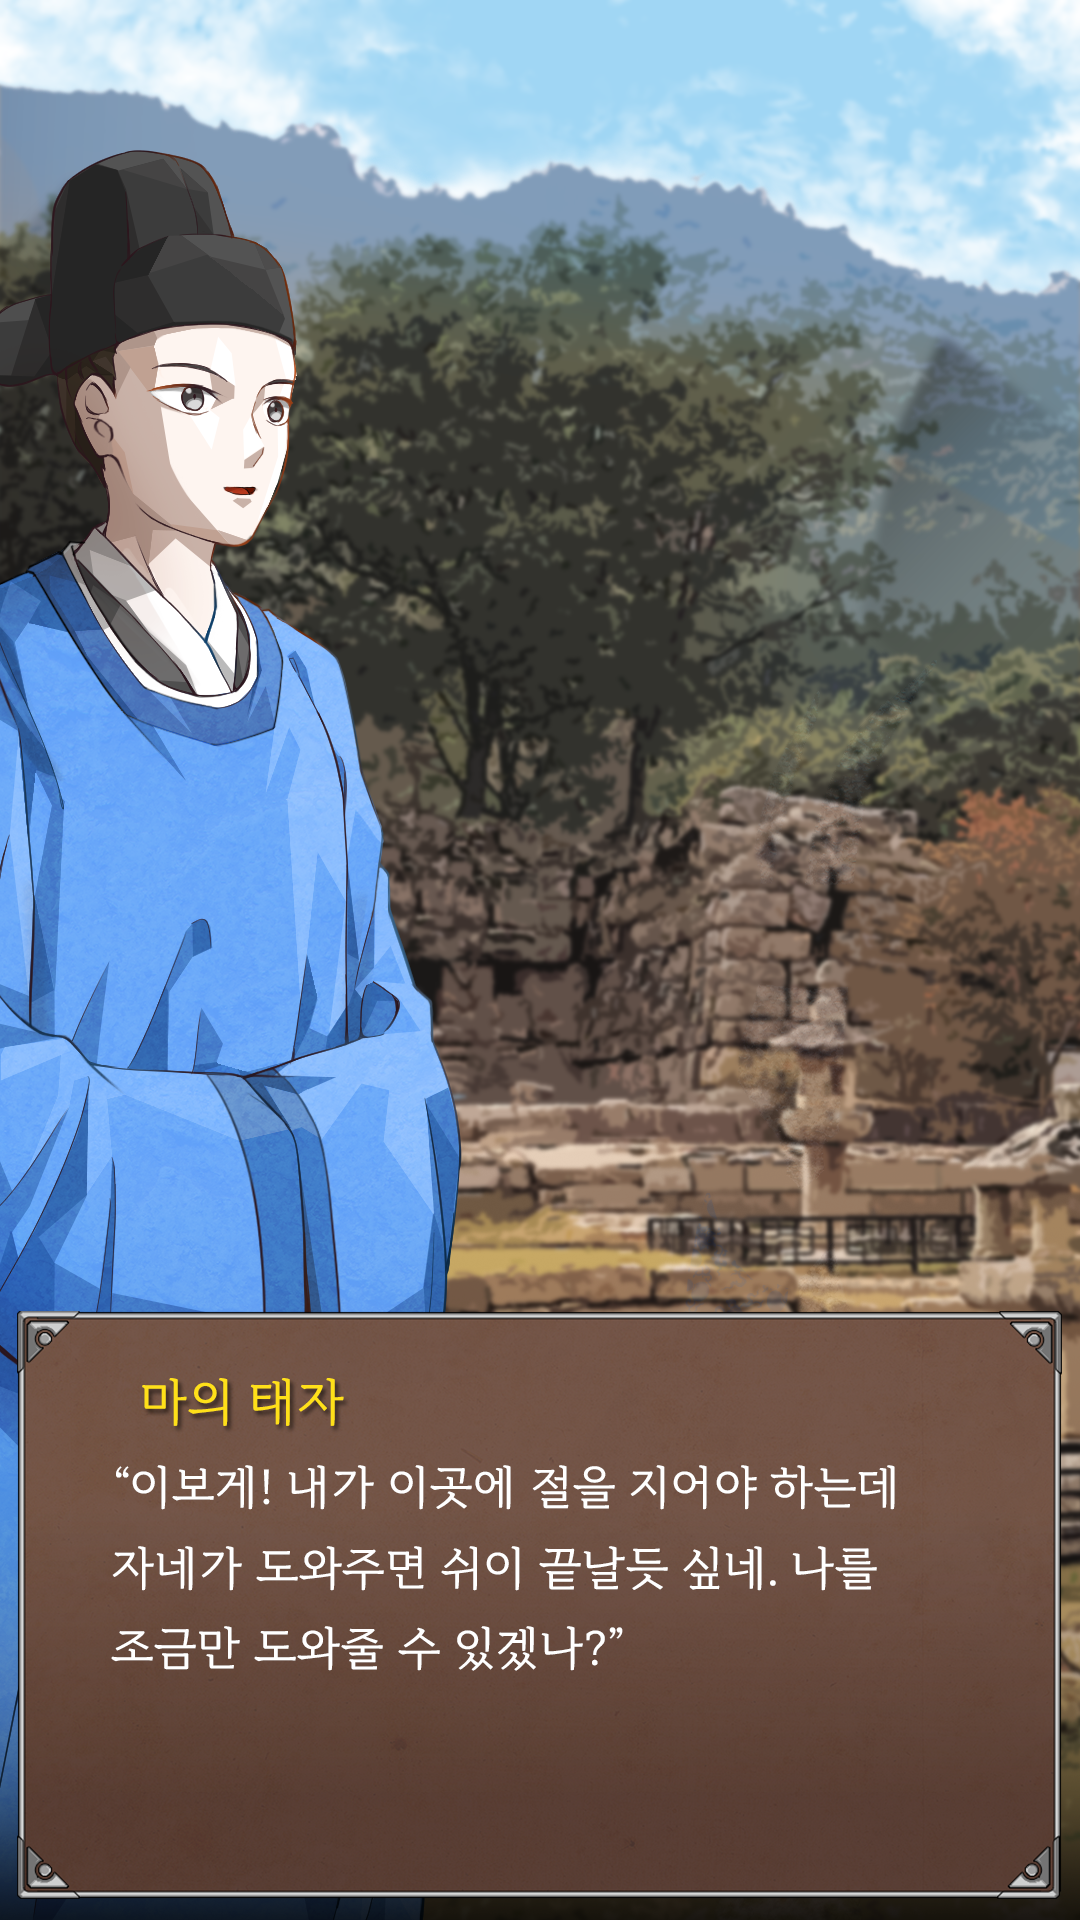 마의 태자
“이보게! 내가 이곳에 절을 지어야 하는데
자네가 도와주면 쉬이 끝날듯 싶네. 나를
조금만 도와줄 수 있겠나?”